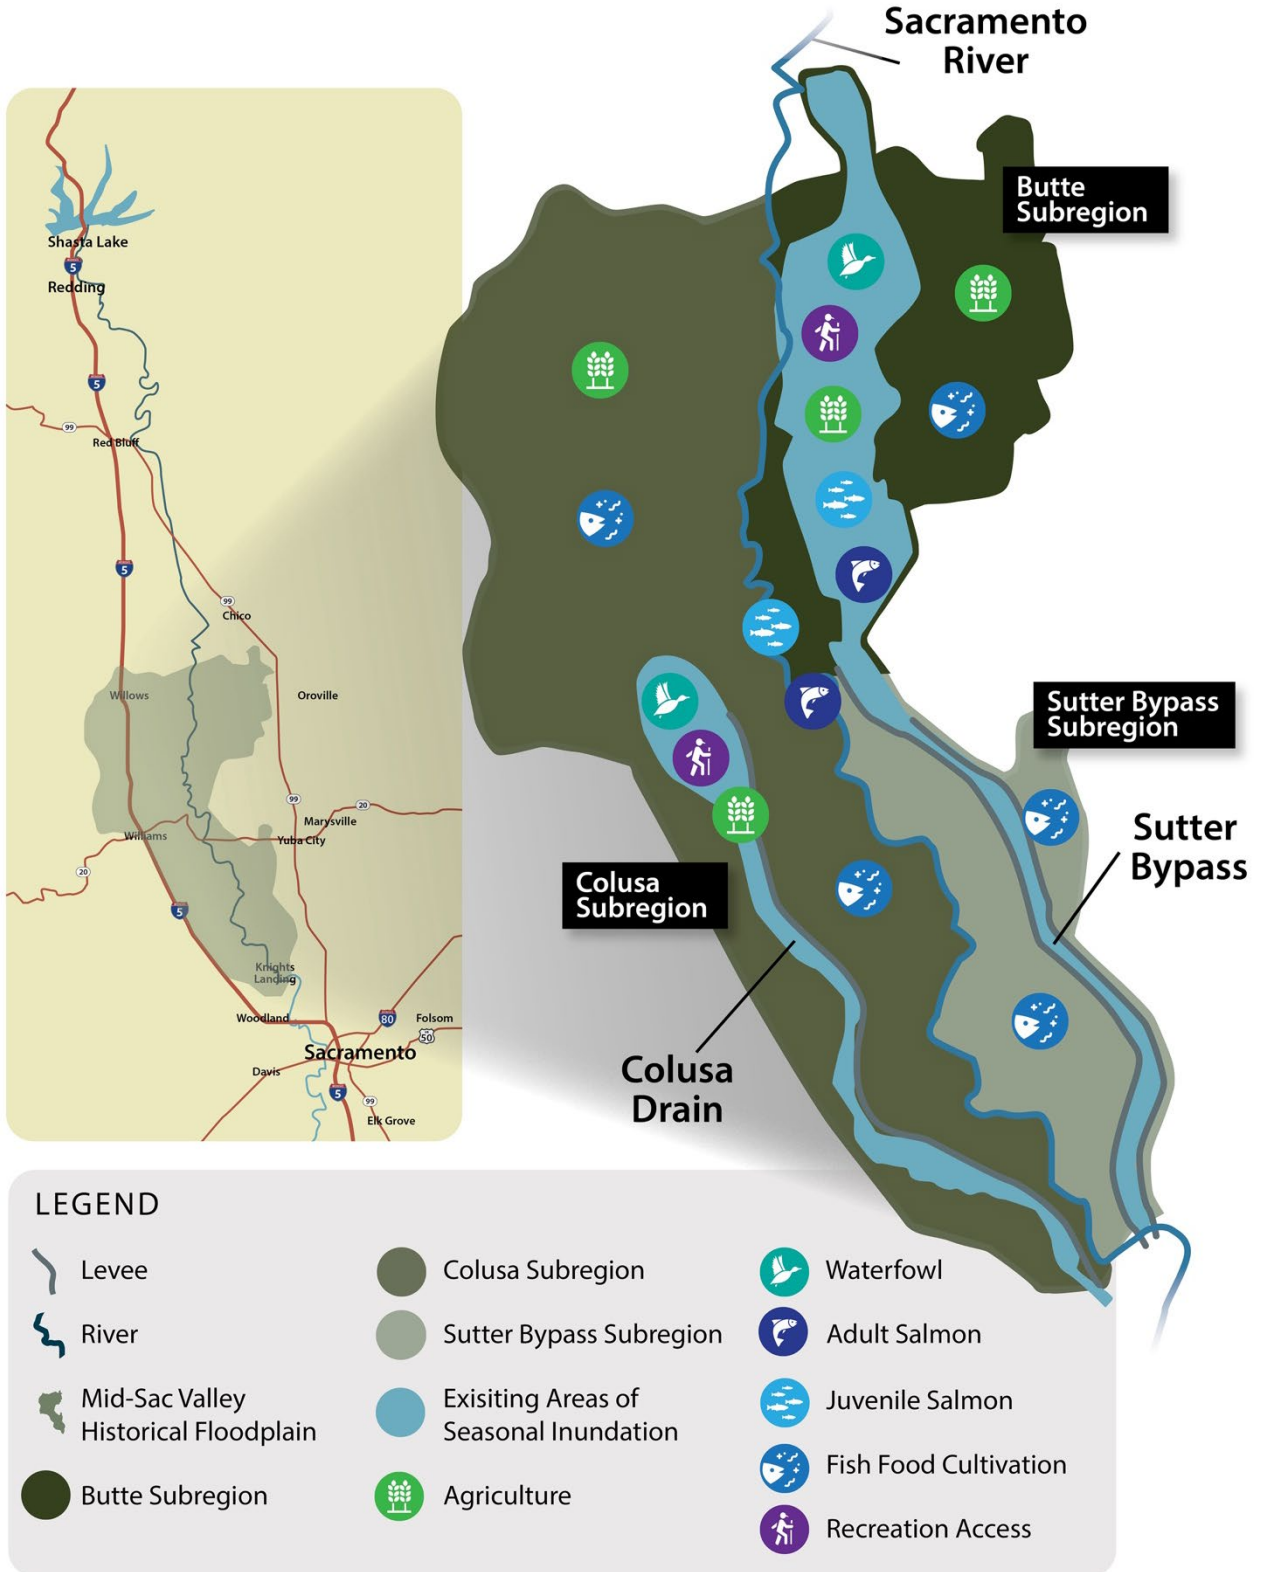 Sacramento
River
Butte
Subregion
Shasta Lake
5
Redding
5
99
Red Bluff
5
99
Chico
Willows
Oroville
Sutter Bypass
Subregion
99
20
Marysville
Williams
Yuba City
20
5
Sutter
Bypass
Colusa
Subregion
Knights
Landing
Woodland
80
Folsom
50
Sacramento
Davis
5
99
Elk Grove
Colusa
Drain
LEGEND
Levee
River
Mid-Sac Valley
Historical Floodplain
Butte Subregion
Colusa Subregion
Sutter Bypass Subregion
Exisiting Areas of
Seasonal Inundation
Agriculture
Waterfowl
Adult Salmon
Juvenile Salmon
Fish Food Cultivation
Recreation Access